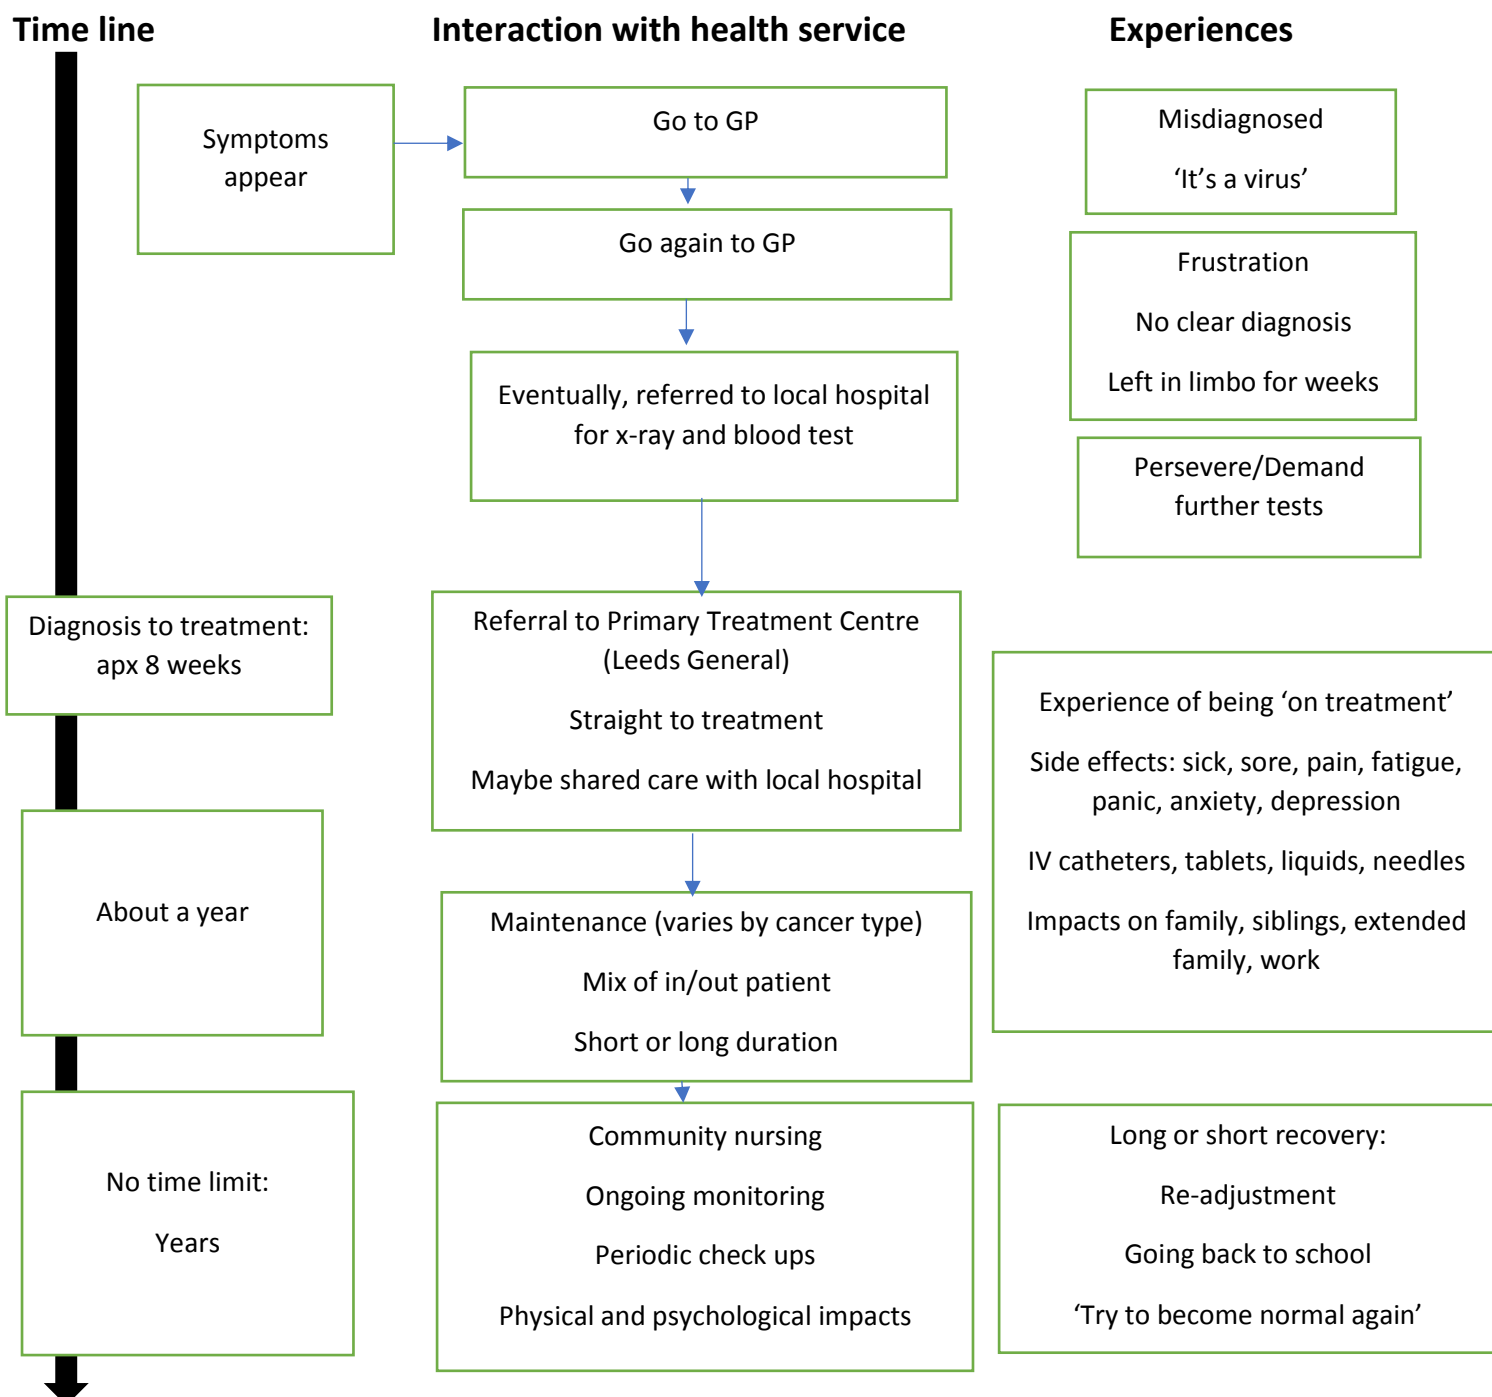 Time line
Interaction with health service
Experiences
Symptoms
appear
Go to GP
Misdiagnosed
‘It’s a virus’
Go again to GP
Frustration
No clear diagnosis
Left in limbo for weeks
Eventually, referred to local hospital
for x-ray and blood test
Persevere/Demand
further tests
Diagnosis to treatment:
apx 8 weeks
Referral to Primary Treatment Centre
(Leeds General)
Straight to treatment
Maybe shared care with local hospital
Experience of being ‘on treatment’
Side effects: sick, sore, pain, fatigue,
panic, anxiety, depression
IV catheters, tablets, liquids, needles
Impacts on family, siblings, extended
family, work
About a year
Maintenance (varies by cancer type)
Mix of in/out patient
Short or long duration
No time limit:
Years
Community nursing
Ongoing monitoring
Periodic check ups
Physical and psychological impacts
Long or short recovery:
Re-adjustment
Going back to school
‘Try to become normal again’